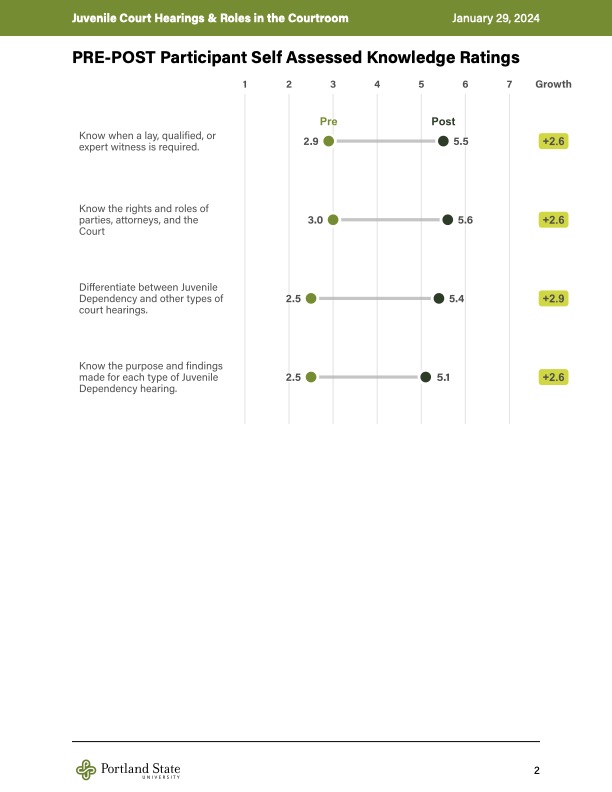 Juvenile Court Hearings & Roles in the Courtroom January 29, 2024
PRE-POST Participant Self Assessed Knowledge Ratings
1 2 3 4 5 6 7 Growth
Pre Post
Know when a lay, qualified, or
expert witness is required.
2.9 5.5 +2.6
Know the rights and roles of
parties, attorneys, and the
Court
3.0 5.6 +2.6
Differentiate between Juvenile
Dependency and other types of
court hearings.
2.5 5.4 +2.9
Know the purpose and findings
made for each type of Juvenile
Dependency hearing.
2.5 5.1 +2.6
Portland State
UNIVERSITY
2